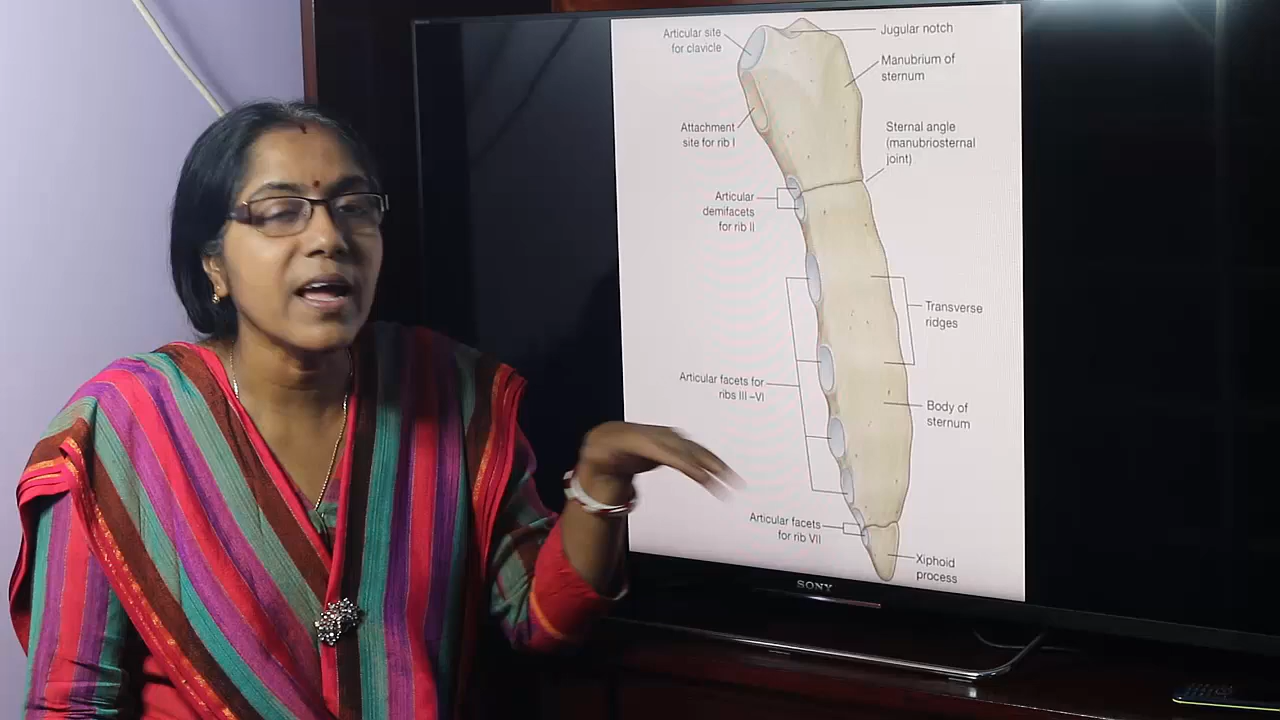 Articular site
for clavicle
Jugular notch
Manubrium of
sternum
Attachment
site for rib I
Sternal angle
(manubriosternal
joint)
Articular
demifacets
for rib II
Transverse
ridges
Articular facets for
ribs III –VI
Body of
sternum
Articular facets
for rib VII
Xiphoid
process
SONY